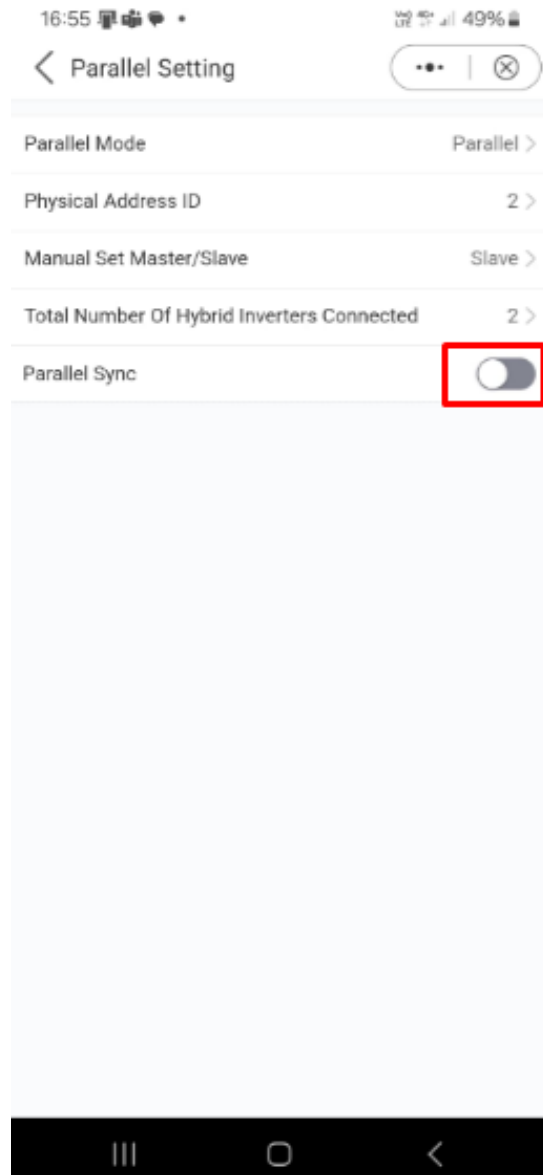 16:55
49%
Parallel Setting
Parallel Mode Parallel
Physical Address ID 2
Manual Set Master/Slave Slave
Total Number Of Hybrid Inverters Connected 2
Parallel Sync